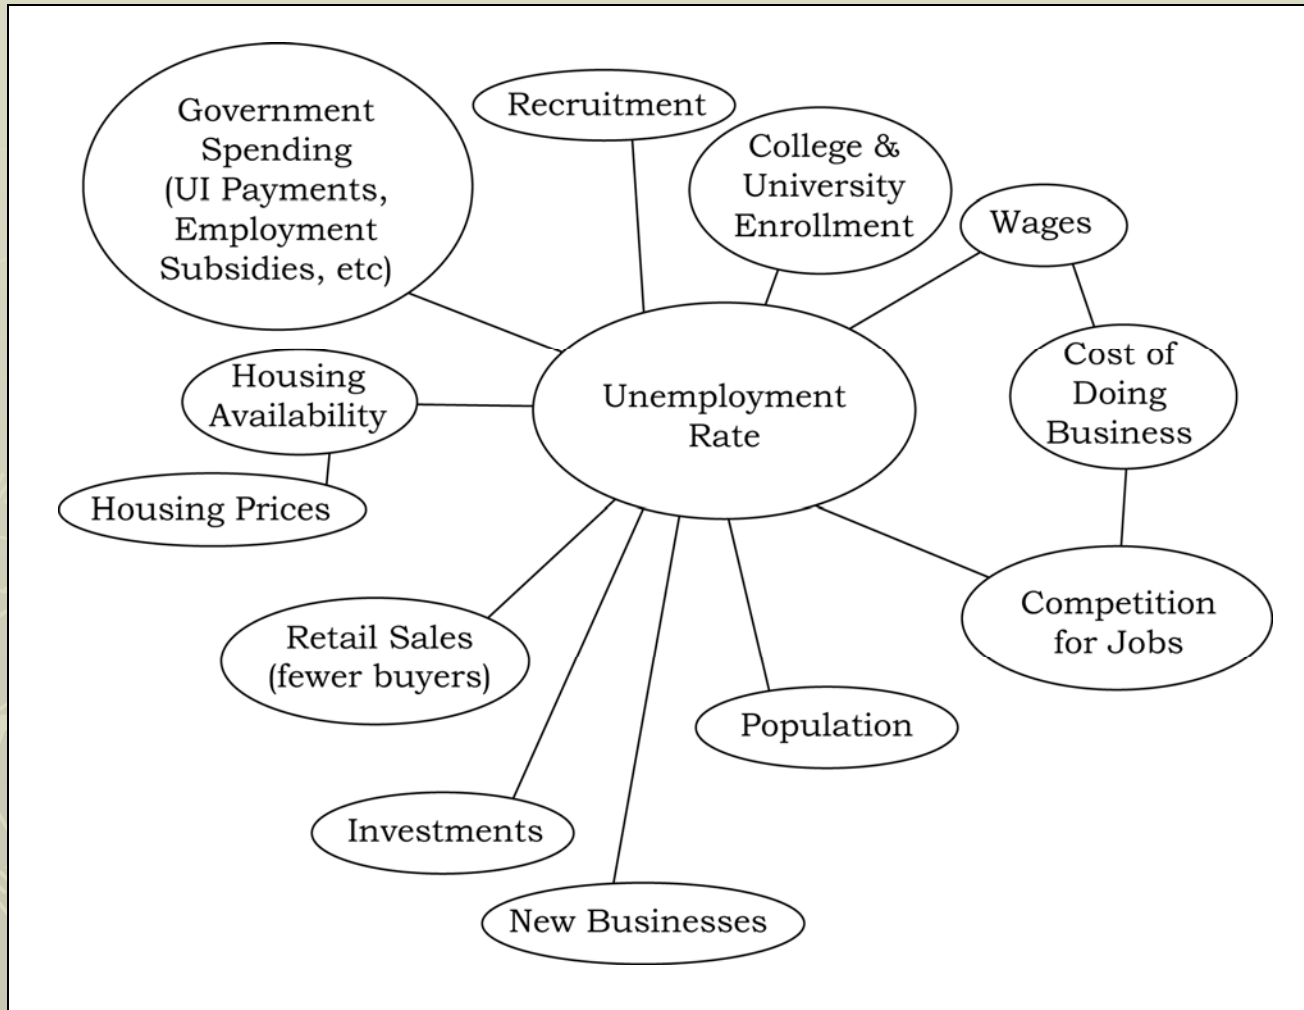 Government
Spending
(UI Payments,
Employment
Subsidies, etc)
Recruitment
College &
University
Enrollment
Wages
Housing
Availability
Unemployment
Rate
Cost of
Doing
Business
Housing Prices
Competition
for Jobs
Retail Sales
(fewer buyers)
Population
Investments
New Businesses